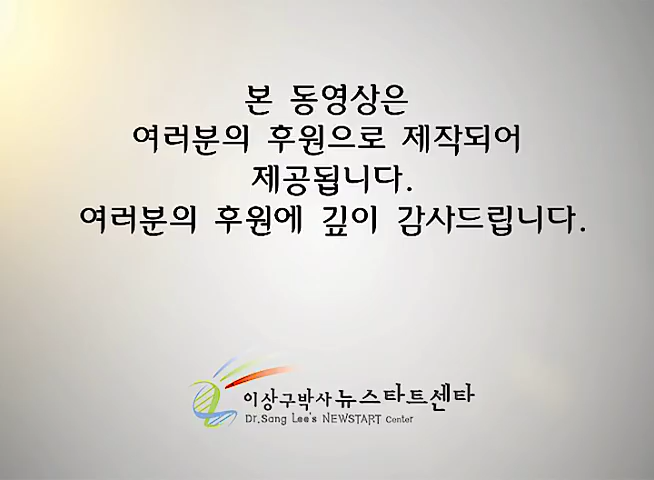 본 동영상은
여러분의 후원으로 제작되어
제공됩니다.
여러분의 후원에 깊이 감사드립니다.
이상구박사 뉴스타트센타
Dr.Sang Lee's NEWSTART Center